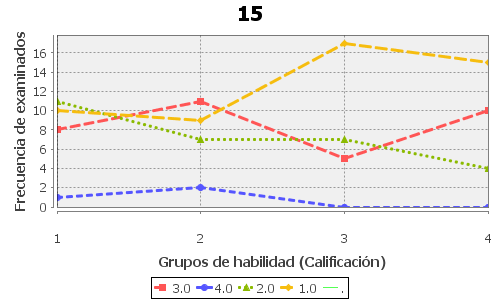 15
Frecuencia de examinados
16
14
12
10
8
6
4
2
0
1 2 3 4
Grupos de habilidad (Calificación)
3.0 4.0 2.0 1.0 .